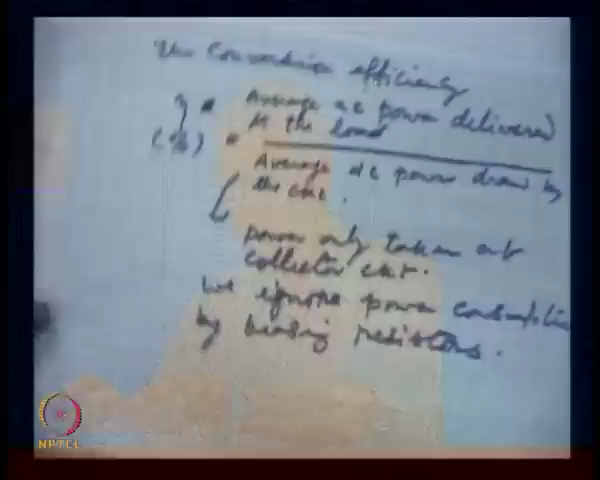 The Conversion efficiency
η = Average ac power delivered
to the load
(%) =
Average dc power drawn by
the ckt.
power only taken at
collector ckt.
We ignore power consumption
by biasing resistors.
NPTEL